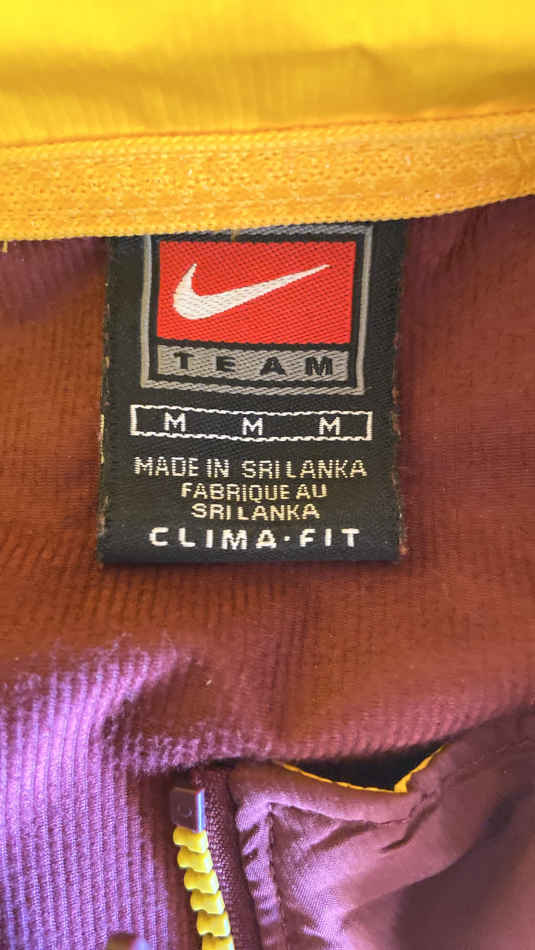 TEAM
M M M
MADE IN SRI LANKA
FABRIQUE AU
SRI LANKA
CLIMA·FIT